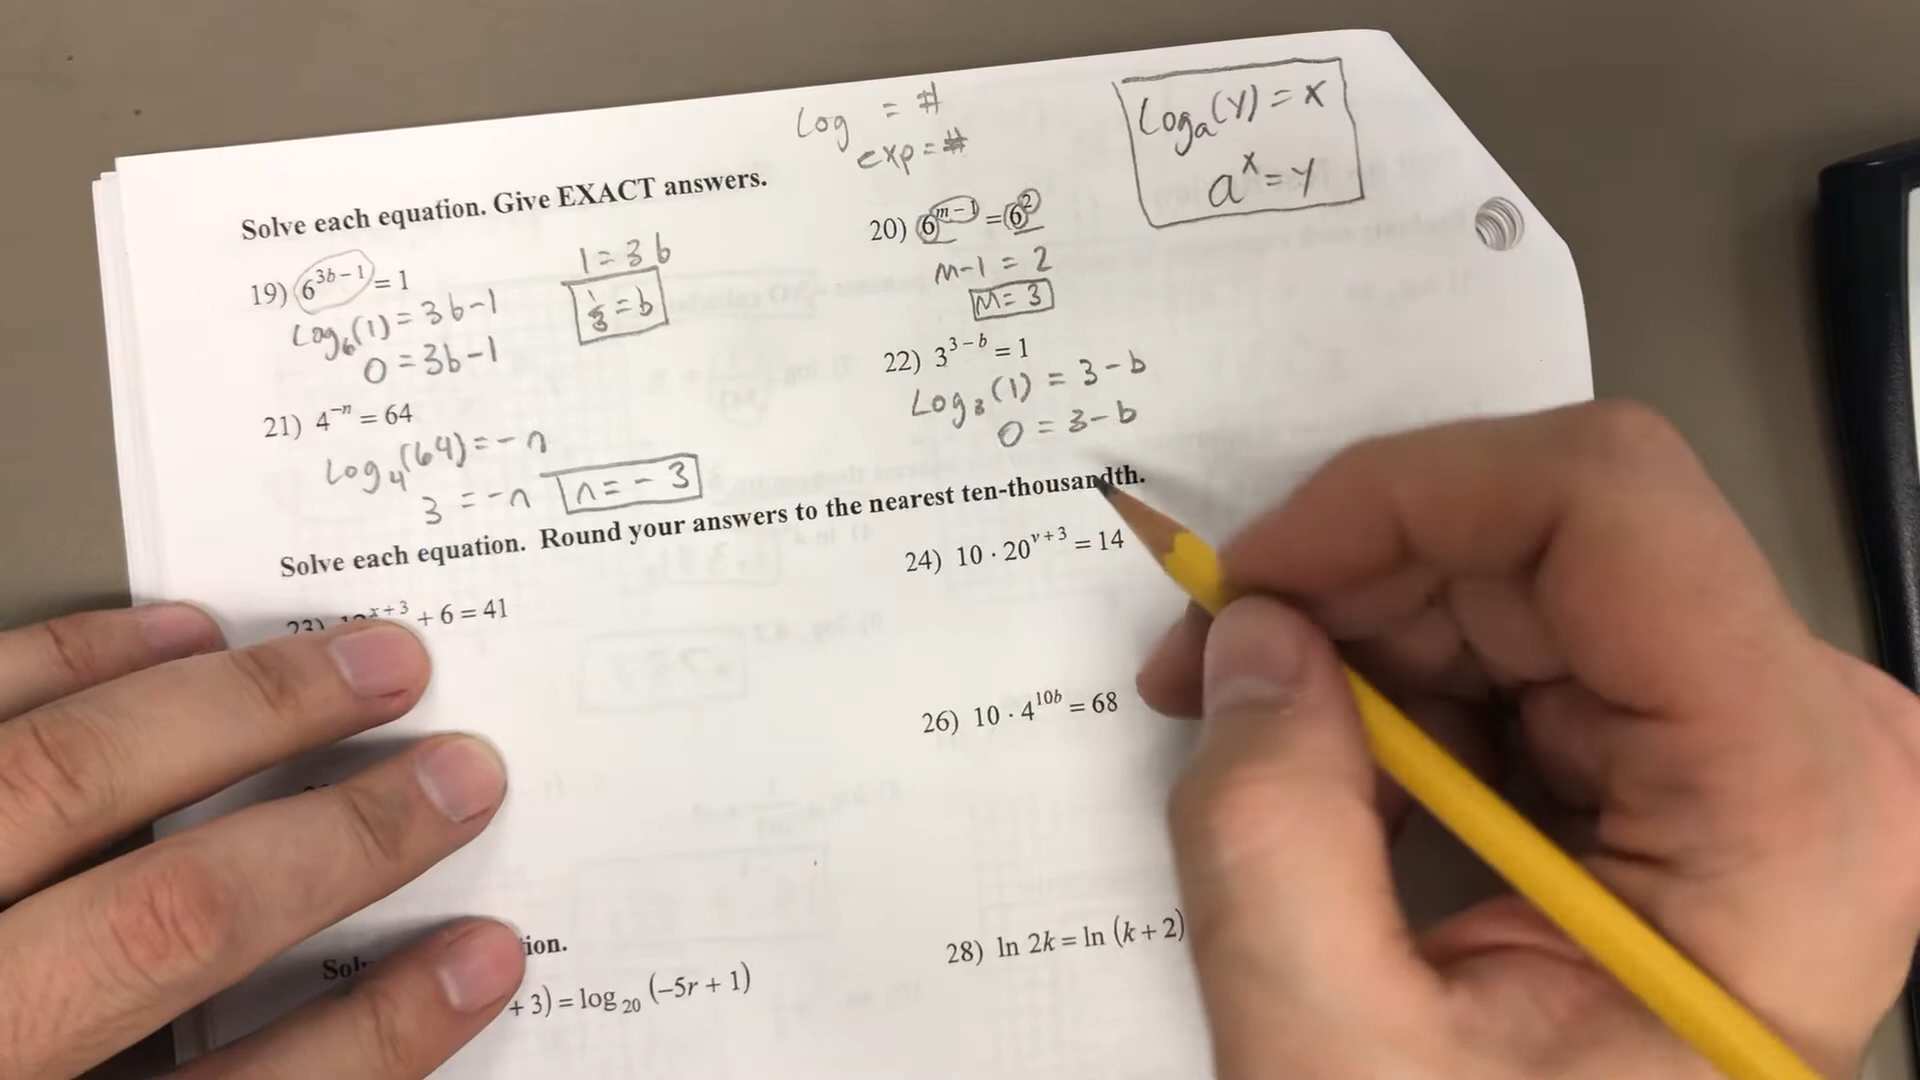 log = #
exp = #
logₐ(y) = x
aˣ = y
Solve each equation. Give EXACT answers.
19) 6^(3b − 1) = 1
log₆(1) = 3b − 1
0 = 3b − 1
1 = 3b
1/3 = b
20) 6^(m − 1) = 6²
m − 1 = 2
m = 3
21) 4^(−n) = 64
log₄(64) = −n
3 = −n
n = −3
22) 3^(3 − b) = 1
log₃(1) = 3 − b
0 = 3 − b
Solve each equation. Round your answers to the nearest ten-thousandth.
23) x + 3 + 6 = 41
24) 10 · 20^(v + 3) = 14
26) 10 · 4^(10b) = 68
+ 3) = log₂₀ (−5r + 1)
28) ln 2k = ln (k + 2)